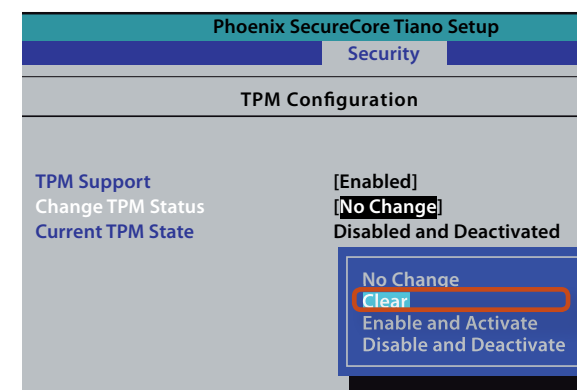 Phoenix SecureCore Tiano Setup
Security
TPM Configuration
TPM Support [Enabled]
Change TPM Status [No Change]
Current TPM State Disabled and Deactivated
No Change
Clear
Enable and Activate
Disable and Deactivate